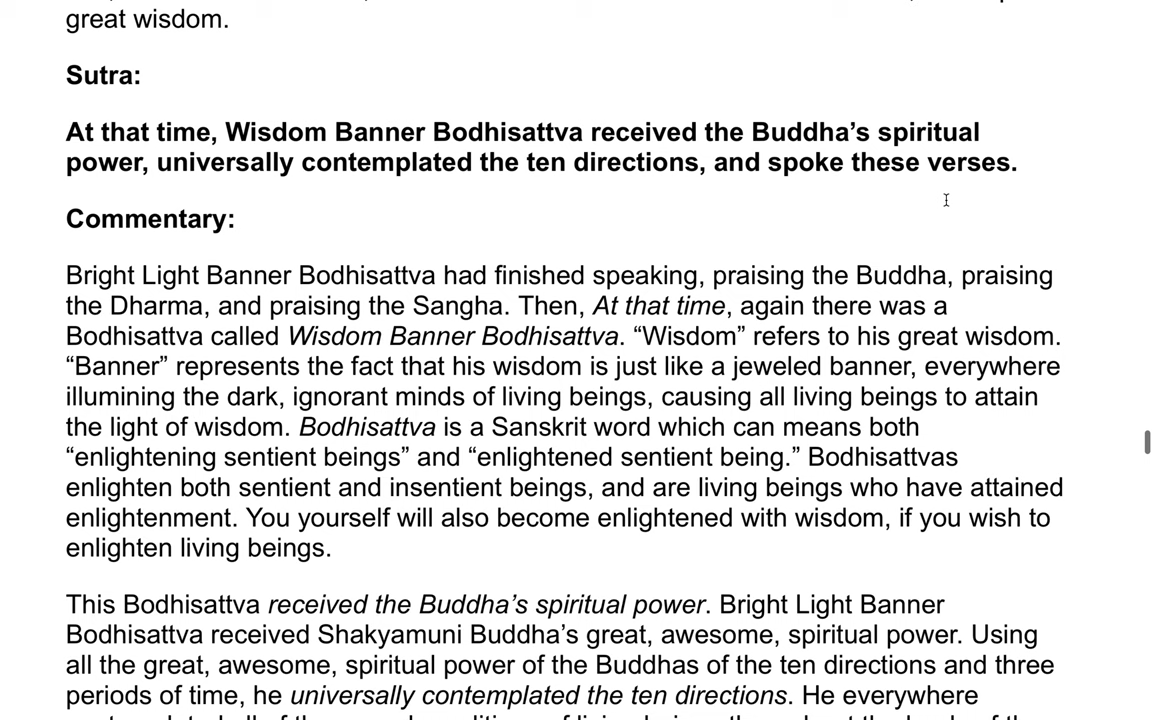 great wisdom.
Sutra:
At that time, Wisdom Banner Bodhisattva received the Buddha’s spiritual
power, universally contemplated the ten directions, and spoke these verses.
Commentary:
Bright Light Banner Bodhisattva had finished speaking, praising the Buddha, praising
the Dharma, and praising the Sangha. Then, At that time, again there was a
Bodhisattva called Wisdom Banner Bodhisattva. “Wisdom” refers to his great wisdom.
“Banner” represents the fact that his wisdom is just like a jeweled banner, everywhere
illumining the dark, ignorant minds of living beings, causing all living beings to attain
the light of wisdom. Bodhisattva is a Sanskrit word which can means both
“enlightening sentient beings” and “enlightened sentient being.” Bodhisattvas
enlighten both sentient and insentient beings, and are living beings who have attained
enlightenment. You yourself will also become enlightened with wisdom, if you wish to
enlighten living beings.
This Bodhisattva received the Buddha’s spiritual power. Bright Light Banner
Bodhisattva received Shakyamuni Buddha’s great, awesome, spiritual power. Using
all the great, awesome, spiritual power of the Buddhas of the ten directions and three
periods of time, he universally contemplated the ten directions. He everywhere